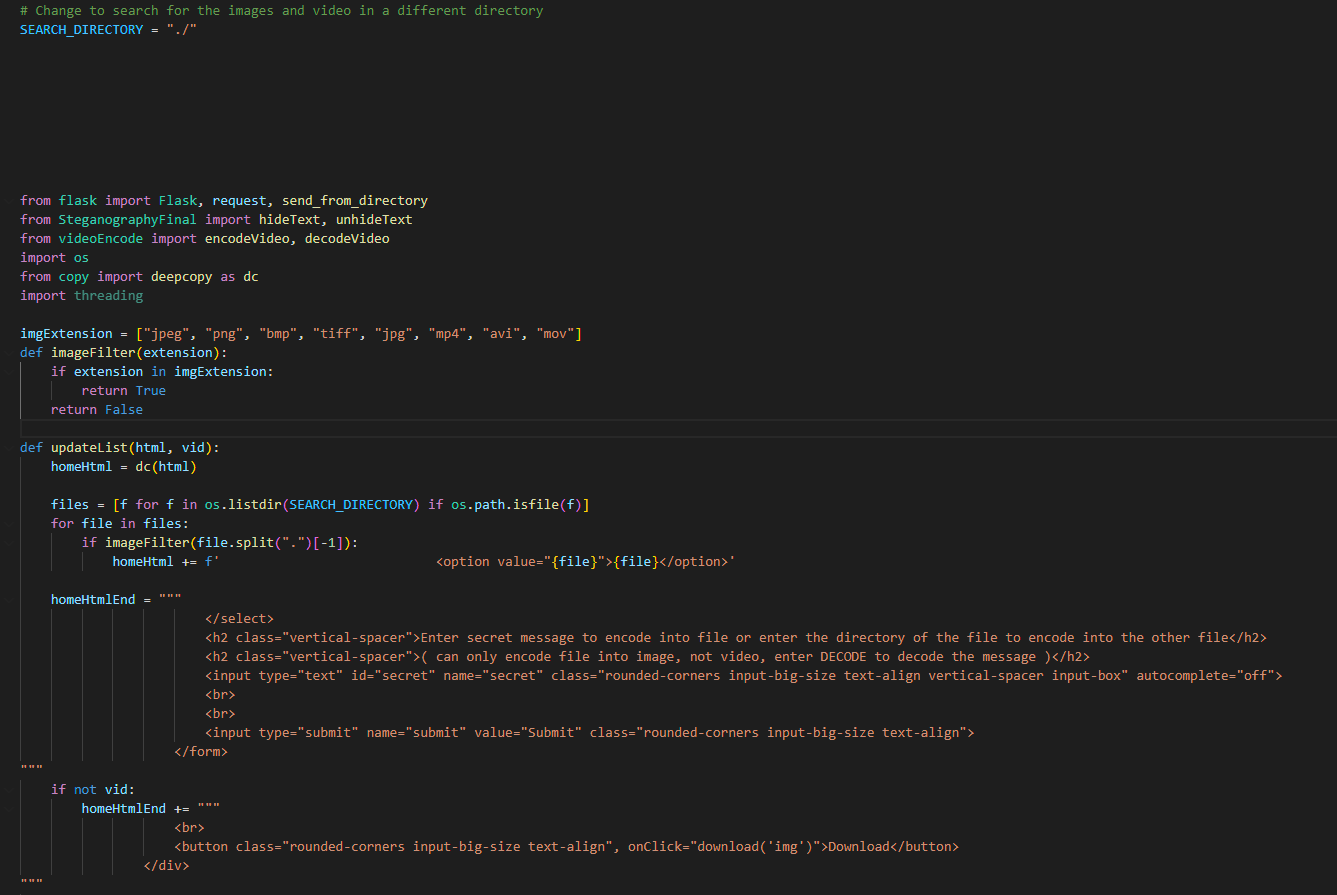 # Change to search for the images and video in a different directory
SEARCH_DIRECTORY = "./"
from flask import Flask, request, send_from_directory
from SteganographyFinal import hideText, unhideText
from videoEncode import encodeVideo, decodeVideo
import os
from copy import deepcopy as dc
import threading
imgExtension = ["jpeg", "png", "bmp", "tiff", "jpg", "mp4", "avi", "mov"]
def imageFilter(extension):
    if extension in imgExtension:
        return True
    return False
def updateList(html, vid):
    homeHtml = dc(html)
    files = [f for f in os.listdir(SEARCH_DIRECTORY) if os.path.isfile(f)]
    for file in files:
        if imageFilter(file.split(".")[-1]):
            homeHtml += f'                            <option value="{file}">{file}</option>'
    homeHtmlEnd = """
                        </select>
                        <h2 class="vertical-spacer">Enter secret message to encode into file or enter the directory of the file to encode into the other file</h2>
                        <h2 class="vertical-spacer">( can only encode file into image, not video, enter DECODE to decode the message )</h2>
                        <input type="text" id="secret" name="secret" class="rounded-corners input-big-size text-align vertical-spacer input-box" autocomplete="off">
                        <br>
                        <br>
                        <input type="submit" name="submit" value="Submit" class="rounded-corners input-big-size text-align">
                    </form>
"""
    if not vid:
        homeHtmlEnd += """
                    <br>
                    <button class="rounded-corners input-big-size text-align", onClick="download('img')">Download</button>
                </div>
"""